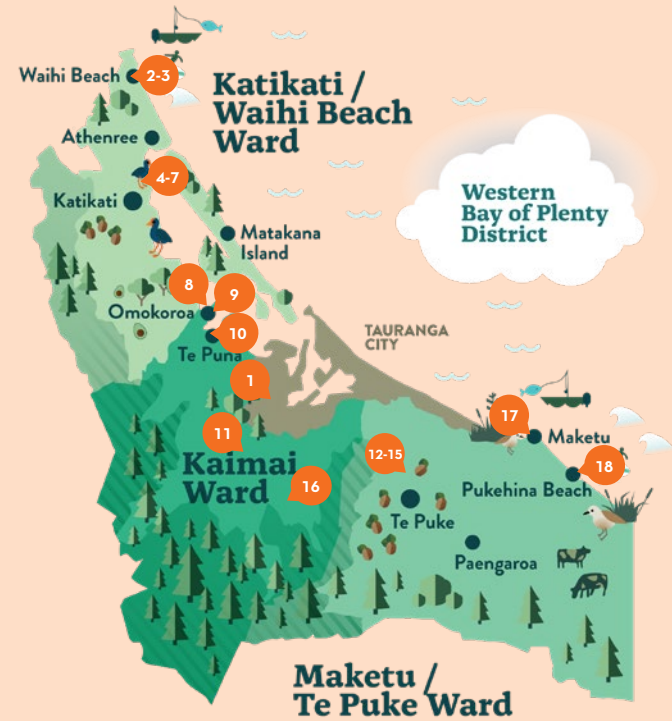 Waihi Beach
2-3
Katikati /
Waihi Beach
Ward
Athenree
4-7
Katikati
Western
Bay of Plenty
District
Matakana
Island
8
9
Omokoroa
10
Te Puna
TAURANGA
CITY
1
17
Maketu
11
12-15
18
Kaimai
Ward
16
Pukehina Beach
Te Puke
Paengaroa
Maketu /
Te Puke Ward